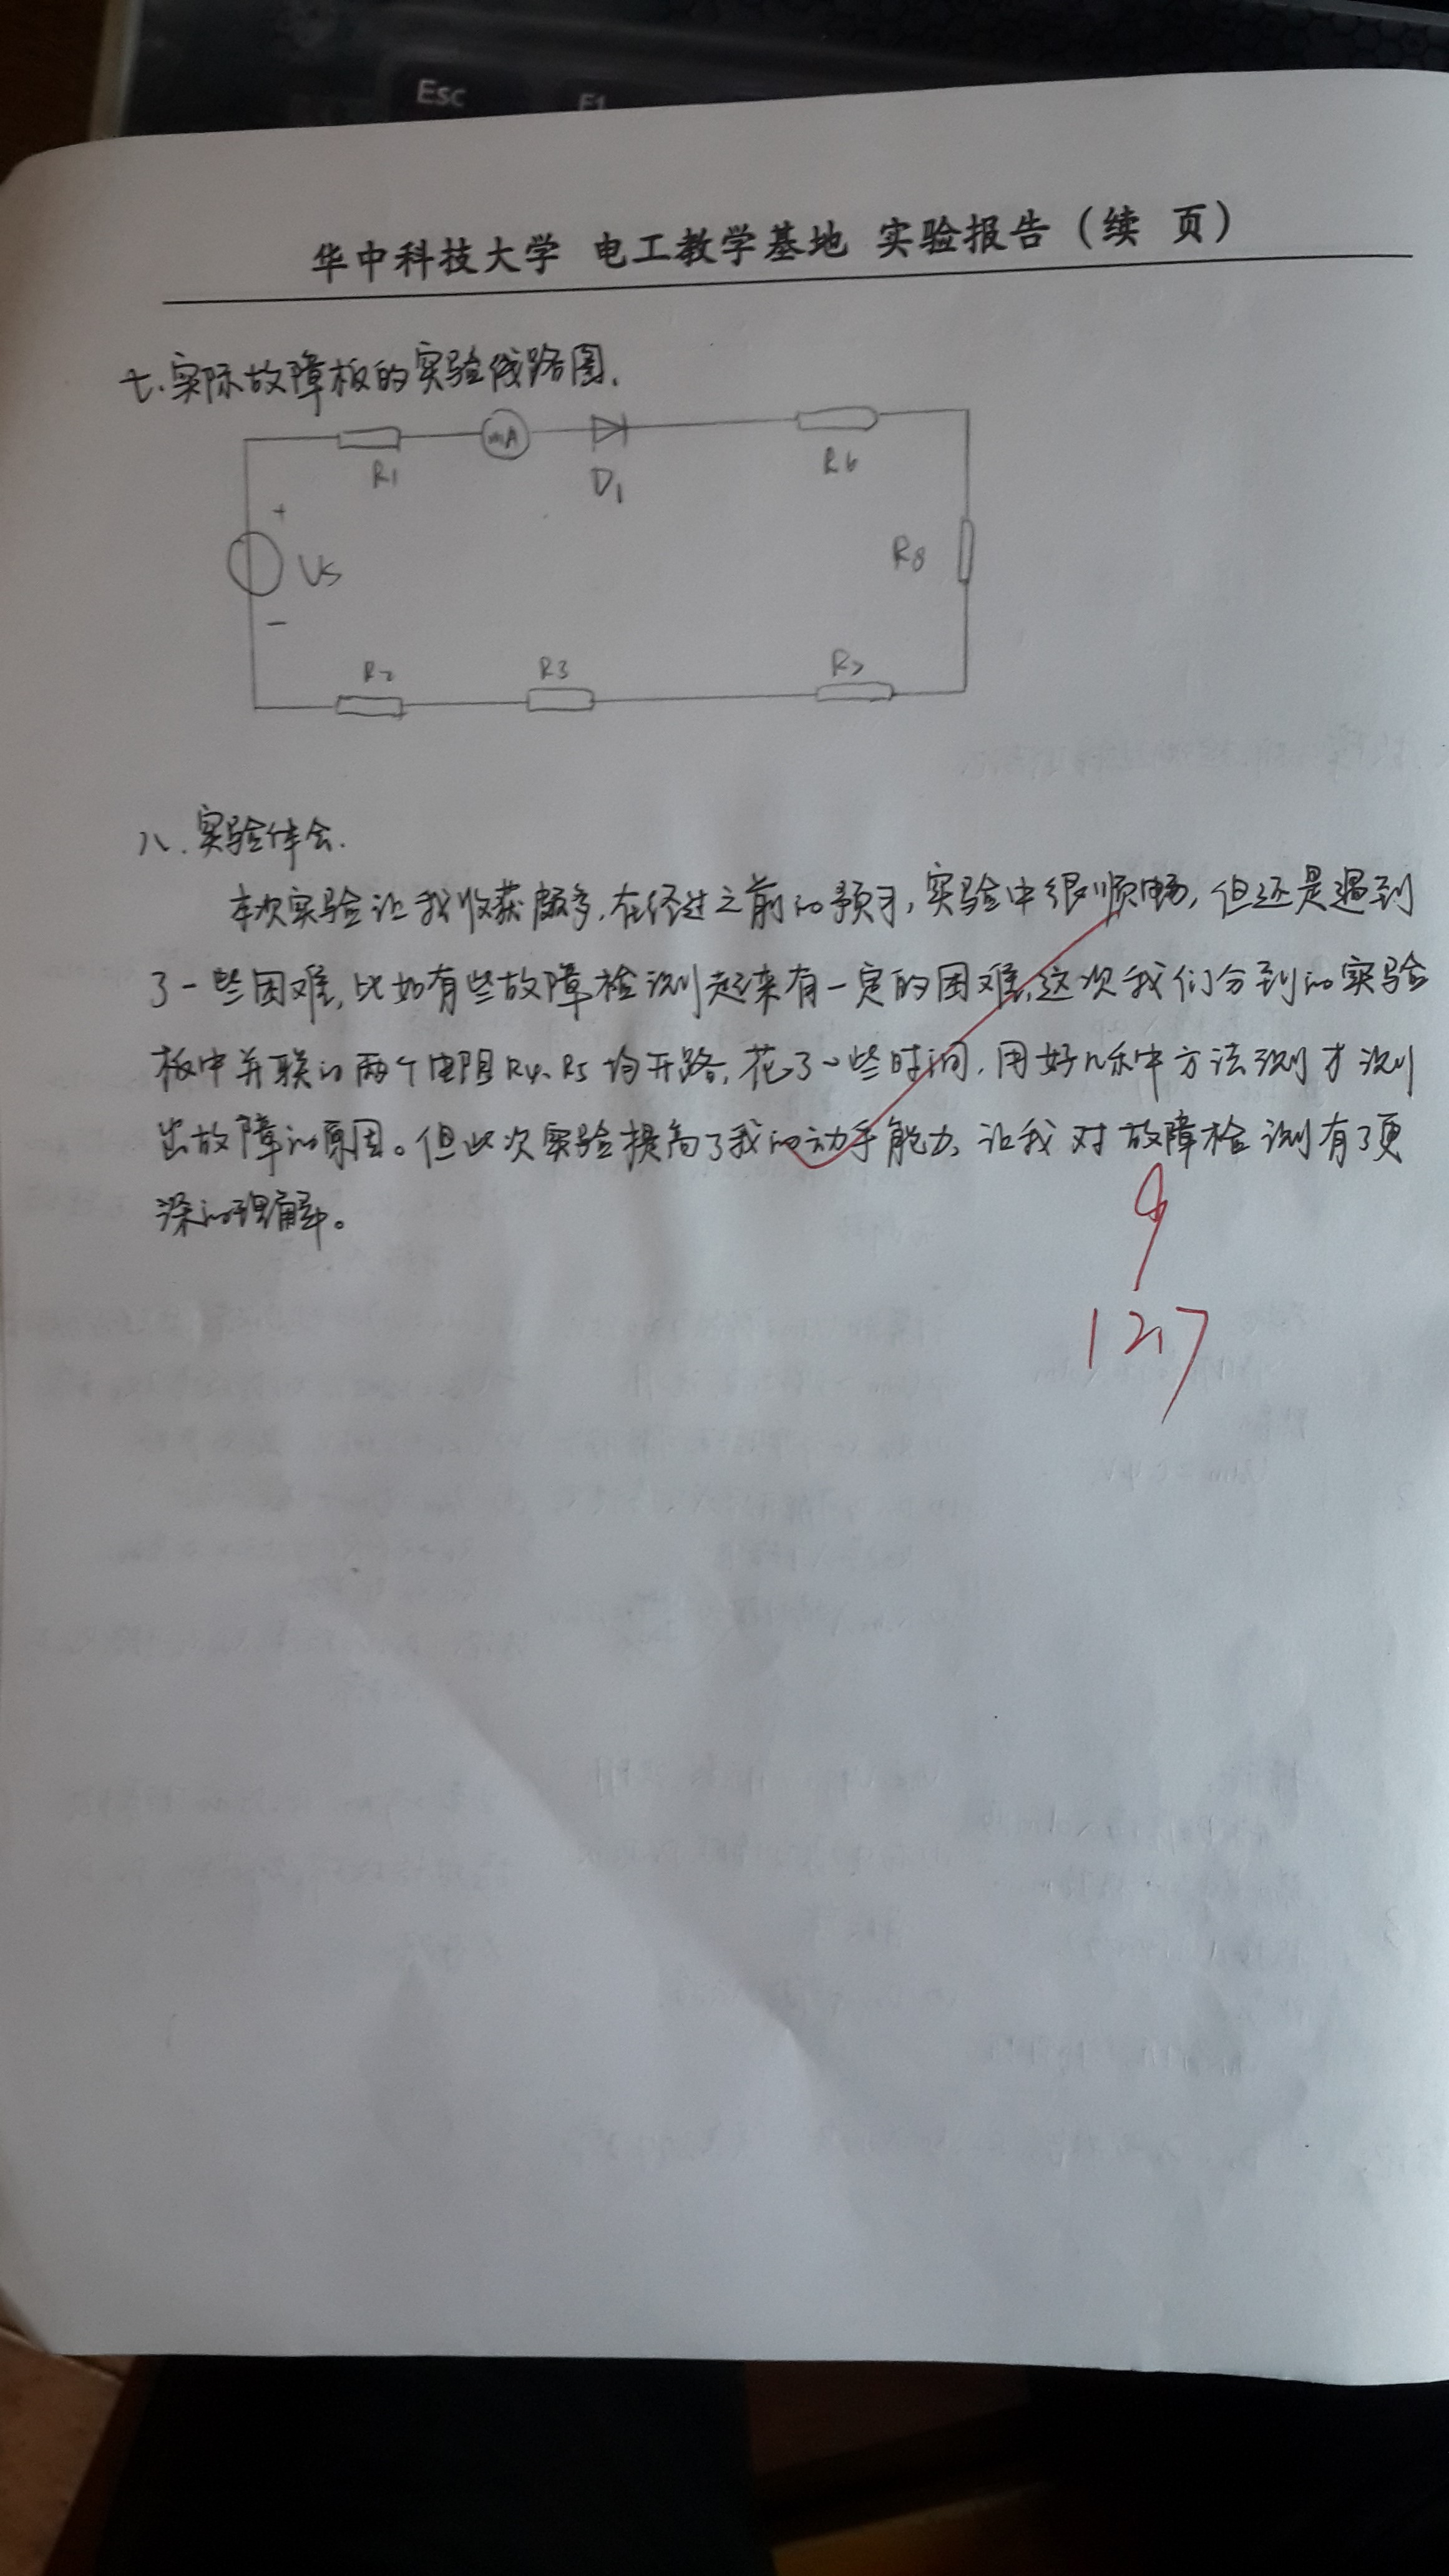 Esc
F1
华中科技大学 电工教学基地 实验报告（续 页）
七.实际故障板的实验线路图.
R1
mA
D1
R6
+
Vs
R8
−
R2
R3
R7
八.实验体会.
本次实验让我收获颇多,在经过之前的预习,实验中很顺畅,但还是遇到
了一些困难,比如有些故障检测起来有一定的困难,这次我们分到的实验
板中并联的两个电阻R4、R5均开路,花了一些时间,用好几种方法测才测
出故障的原因。但此次实验提高了我的动手能力,让我对故障检测有了更
深的理解。
9
12.7